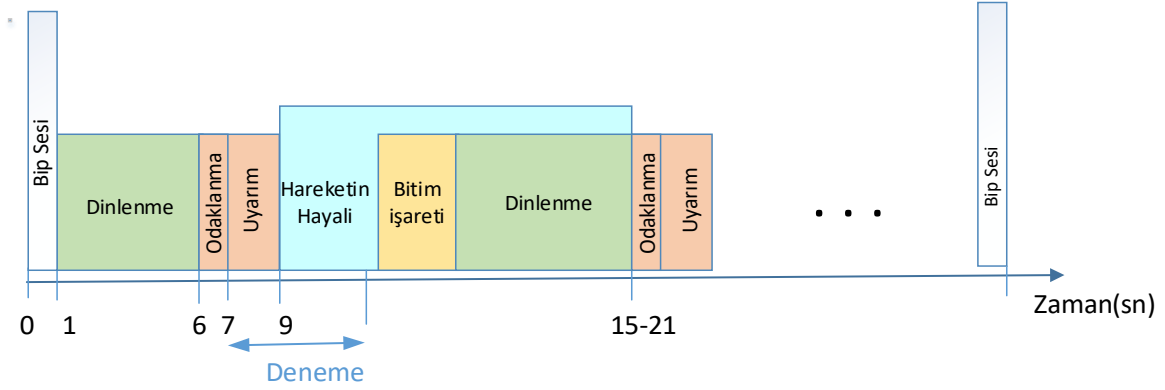 Bip Sesi
Dinlenme
Odaklanma
Uyarım
Hareketin
Hayali
Bitim
işareti
Dinlenme
Odaklanma
Uyarım
. . .
Bip Sesi
0
1
6
7
9
15-21
Zaman(sn)
Deneme